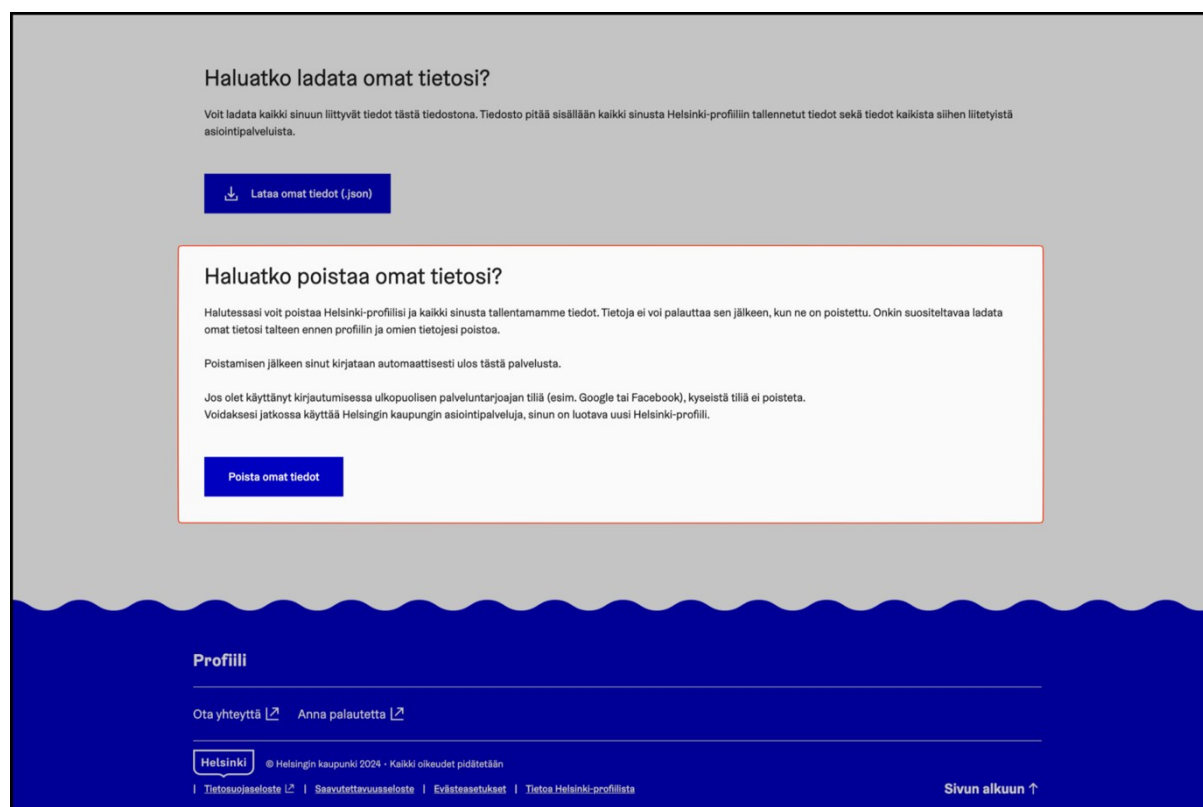 Haluatko ladata omat tietosi?
Voit ladata kaikki sinuun liittyvät tiedot tästä tiedostona. Tiedosto pitää sisällään kaikki sinusta Helsinki-profiiliin tallennetut tiedot sekä tiedot kaikista siihen liitetyistä
asiointipalveluista.
Lataa omat tiedot (.json)
Haluatko poistaa omat tietosi?
Halutessasi voit poistaa Helsinki-profiilisi ja kaikki sinusta tallentamamme tiedot. Tietoja ei voi palauttaa sen jälkeen, kun ne on poistettu. Onkin suositeltavaa ladata
omat tietosi talteen ennen profiilin ja omien tietojesi poistoa.
Poistamisen jälkeen sinut kirjataan automaattisesti ulos tästä palvelusta.
Jos olet käyttänyt kirjautumisessa ulkopuolisen palveluntarjoajan tiliä (esim. Google tai Facebook), kyseistä tiliä ei poisteta.
Voidaksesi jatkossa käyttää Helsingin kaupungin asiointipalveluja, sinun on luotava uusi Helsinki-profiili.
Poista omat tiedot
Profiili
Ota yhteyttä Anna palautetta
Helsinki © Helsingin kaupunki 2024 • Kaikki oikeudet pidätetään
| Tietosuojaseloste | Saavutettavuusseloste | Evästeasetukset | Tietoa Helsinki-profiilista
Sivun alkuun ↑